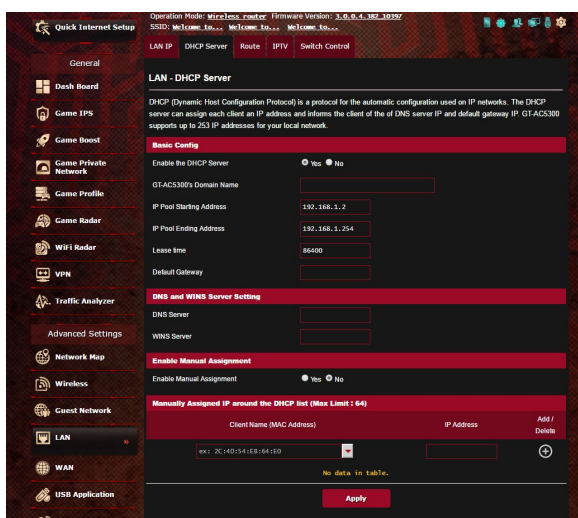 Quick Internet Setup
General
Dash Board
Game IPS
Game Boost
Game Private
Network
Game Profile
Game Radar
WiFi Radar
VPN
Traffic Analyzer
Advanced Settings
Network Map
Wireless
Guest Network
LAN
WAN
USB Application
Operation Mode: Wireless router Firmware Version: 3.0.0.4.382_10397
SSID: Welcome to... Welcome to... Welcome to...
LAN IP DHCP Server Route IPTV Switch Control
LAN - DHCP Server
DHCP (Dynamic Host Configuration Protocol) is a protocol for the automatic configuration used on IP networks. The DHCP
server can assign each client an IP address and informs the client of the of DNS server IP and default gateway IP. GT-AC5300
supports up to 253 IP addresses for your local network.
Basic Config
Enable the DHCP Server Yes No
GT-AC5300's Domain Name
IP Pool Starting Address 192.168.1.2
IP Pool Ending Address 192.168.1.254
Lease time 86400
Default Gateway
DNS and WINS Server Setting
DNS Server
WINS Server
Enable Manual Assignment
Enable Manual Assignment Yes No
Manually Assigned IP around the DHCP list (Max Limit : 64)
Client Name (MAC Address) IP Address Add /
Delete
ex: 2C:4D:54:E8:64:E0
No data in table.
Apply